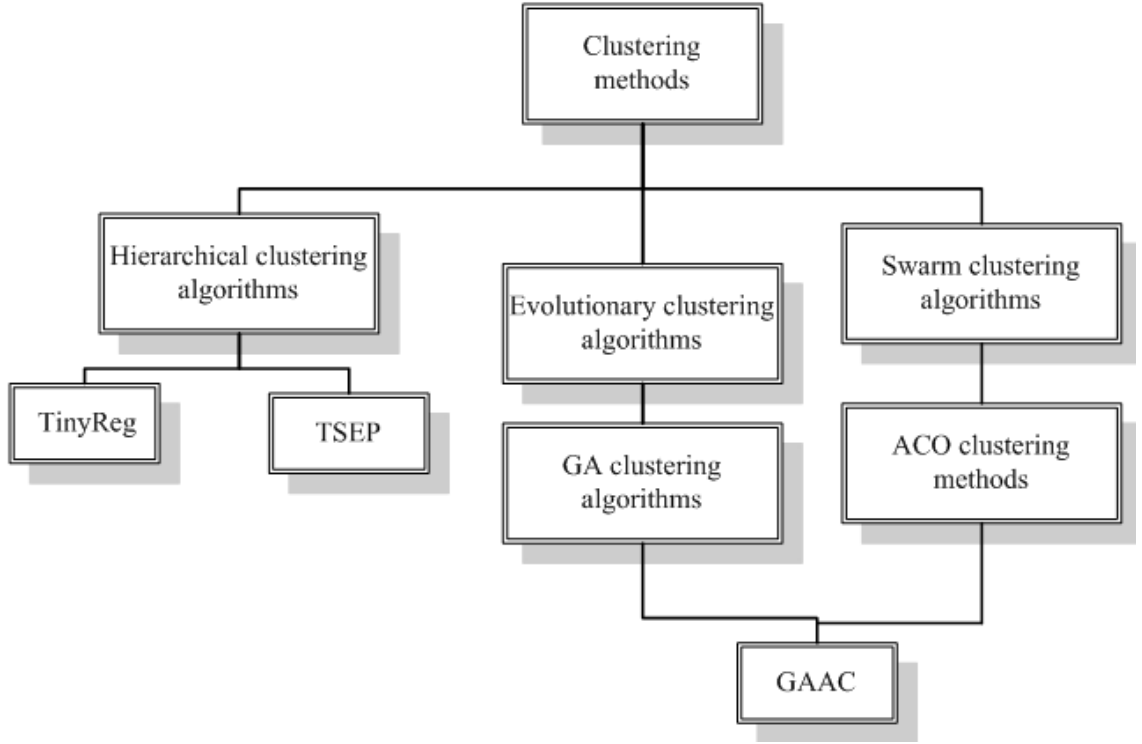 Clustering
methods
Hierarchical clustering
algorithms
Evolutionary clustering
algorithms
Swarm clustering
algorithms
TinyReg
TSEP
GA clustering
algorithms
ACO clustering
methods
GAAC